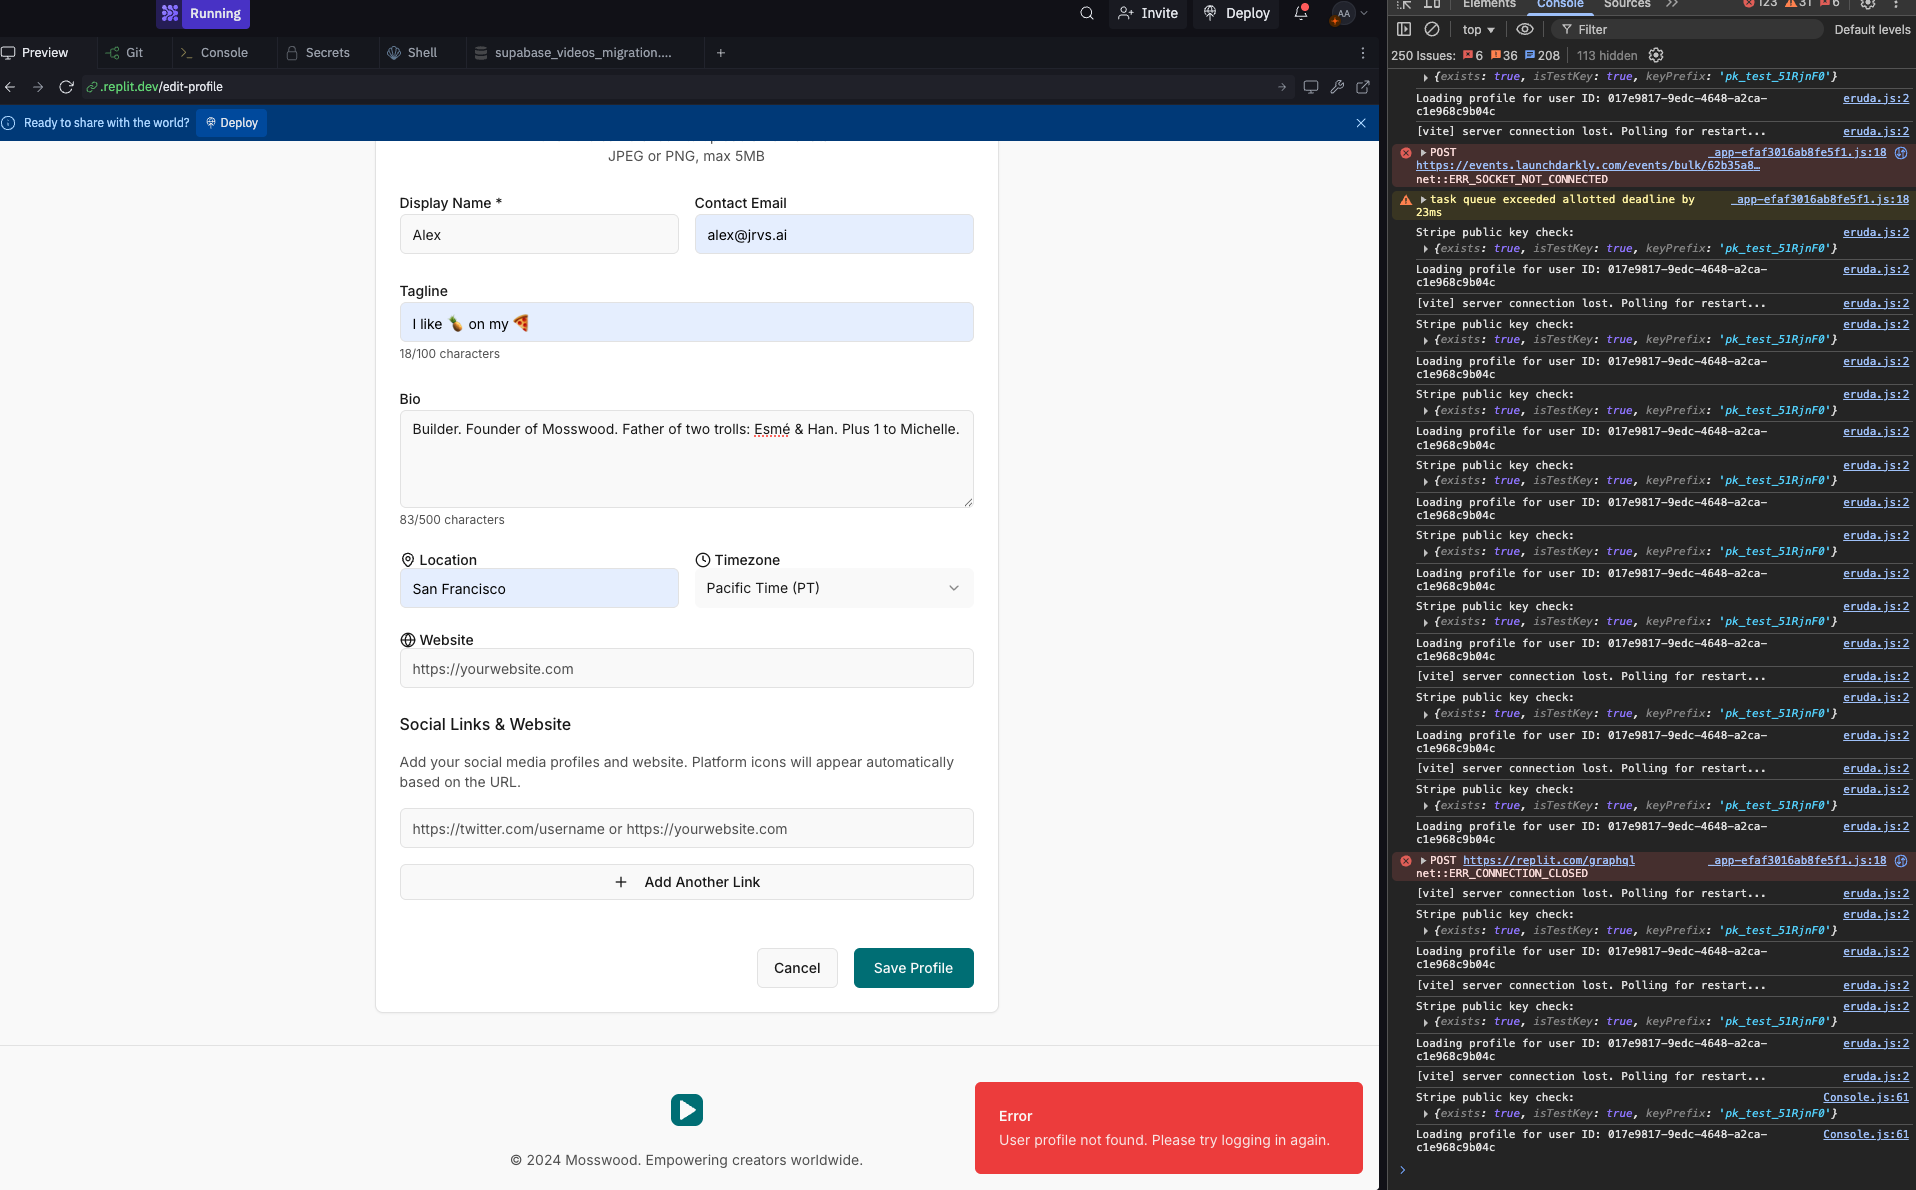 Running
Invite
Deploy
AA
Preview
Git
Console
Secrets
Shell
supabase_videos_migration....
.replit.dev/edit-profile
Ready to share with the world?
Deploy
JPEG or PNG, max 5MB
Display Name *
Contact Email
Alex
alex@jrvs.ai
Tagline
I like 🍍 on my 🍕
18/100 characters
Bio
Builder. Founder of Mosswood. Father of two trolls: Esmé & Han. Plus 1 to Michelle.
83/500 characters
Location
Timezone
San Francisco
Pacific Time (PT)
Website
https://yourwebsite.com
Social Links & Website
Add your social media profiles and website. Platform icons will appear automatically
based on the URL.
https://twitter.com/username or https://yourwebsite.com
+ Add Another Link
Cancel
Save Profile
© 2024 Mosswood. Empowering creators worldwide.
Error
User profile not found. Please try logging in again.
Elements
Console
Sources
123
31
6
top
Filter
Default levels
250 Issues: 6 36 208 113 hidden
{exists: true, isTestKey: true, keyPrefix: 'pk_test_51RjnF0'}
Loading profile for user ID: 017e9817-9edc-4648-a2ca- eruda.js:2
c1e968c9b04c
[vite] server connection lost. Polling for restart... eruda.js:2
POST _app-efaf3016ab8fe5f1.js:18
https://events.launchdarkly.com/events/bulk/62b35a8…
net::ERR_SOCKET_NOT_CONNECTED
task queue exceeded allotted deadline by _app-efaf3016ab8fe5f1.js:18
23ms
Stripe public key check: eruda.js:2
{exists: true, isTestKey: true, keyPrefix: 'pk_test_51RjnF0'}
Loading profile for user ID: 017e9817-9edc-4648-a2ca- eruda.js:2
c1e968c9b04c
[vite] server connection lost. Polling for restart... eruda.js:2
Stripe public key check: eruda.js:2
{exists: true, isTestKey: true, keyPrefix: 'pk_test_51RjnF0'}
Loading profile for user ID: 017e9817-9edc-4648-a2ca- eruda.js:2
c1e968c9b04c
Stripe public key check: eruda.js:2
{exists: true, isTestKey: true, keyPrefix: 'pk_test_51RjnF0'}
Loading profile for user ID: 017e9817-9edc-4648-a2ca- eruda.js:2
c1e968c9b04c
Stripe public key check: eruda.js:2
{exists: true, isTestKey: true, keyPrefix: 'pk_test_51RjnF0'}
Loading profile for user ID: 017e9817-9edc-4648-a2ca- eruda.js:2
c1e968c9b04c
Stripe public key check: eruda.js:2
{exists: true, isTestKey: true, keyPrefix: 'pk_test_51RjnF0'}
Loading profile for user ID: 017e9817-9edc-4648-a2ca- eruda.js:2
c1e968c9b04c
Stripe public key check: eruda.js:2
{exists: true, isTestKey: true, keyPrefix: 'pk_test_51RjnF0'}
Loading profile for user ID: 017e9817-9edc-4648-a2ca- eruda.js:2
c1e968c9b04c
[vite] server connection lost. Polling for restart... eruda.js:2
Stripe public key check: eruda.js:2
{exists: true, isTestKey: true, keyPrefix: 'pk_test_51RjnF0'}
Loading profile for user ID: 017e9817-9edc-4648-a2ca- eruda.js:2
c1e968c9b04c
[vite] server connection lost. Polling for restart... eruda.js:2
Stripe public key check: eruda.js:2
{exists: true, isTestKey: true, keyPrefix: 'pk_test_51RjnF0'}
Loading profile for user ID: 017e9817-9edc-4648-a2ca- eruda.js:2
c1e968c9b04c
POST https://replit.com/graphql _app-efaf3016ab8fe5f1.js:18
net::ERR_CONNECTION_CLOSED
[vite] server connection lost. Polling for restart... eruda.js:2
Stripe public key check: eruda.js:2
{exists: true, isTestKey: true, keyPrefix: 'pk_test_51RjnF0'}
Loading profile for user ID: 017e9817-9edc-4648-a2ca- eruda.js:2
c1e968c9b04c
[vite] server connection lost. Polling for restart... eruda.js:2
Stripe public key check: eruda.js:2
{exists: true, isTestKey: true, keyPrefix: 'pk_test_51RjnF0'}
Loading profile for user ID: 017e9817-9edc-4648-a2ca- eruda.js:2
c1e968c9b04c
[vite] server connection lost. Polling for restart... eruda.js:2
Stripe public key check: Console.js:61
{exists: true, isTestKey: true, keyPrefix: 'pk_test_51RjnF0'}
Loading profile for user ID: 017e9817-9edc-4648-a2ca- Console.js:61
c1e968c9b04c